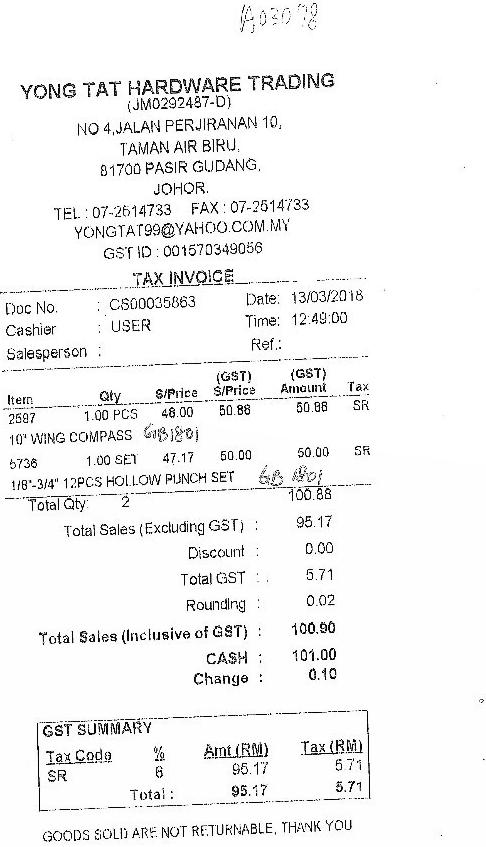 A03098
YONG TAT HARDWARE TRADING
(JM0292487-D)
NO 4,JALAN PERJIRANAN 10,
TAMAN AIR BIRU,
81700 PASIR GUDANG,
JOHOR.
TEL : 07-2514733 FAX : 07-2514733
YONGTAT99@YAHOO.COM.MY
GST ID : 001570349056
TAX INVOICE
Doc No. : CS00035863 Date: 13/03/2018
Cashier : USER Time: 12:49:00
Salesperson : Ref.:
Item Qty S/Price (GST) S/Price (GST) Amount Tax
2597 1.00 PCS 48.00 50.88 50.88 SR
10" WING COMPASS GB1801
5736 1.00 SET 47.17 50.00 50.00 SR
1/8"-3/4" 12PCS HOLLOW PUNCH SET GB 1801
Total Qty: 2 100.88
Total Sales (Excluding GST) : 95.17
Discount : 0.00
Total GST : 5.71
Rounding : 0.02
Total Sales (Inclusive of GST) : 100.90
CASH : 101.00
Change : 0.10
GST SUMMARY
Tax Code % Amt (RM) Tax (RM)
SR 6 95.17 5.71
Total : 95.17 5.71
GOODS SOLD ARE NOT RETURNABLE, THANK YOU